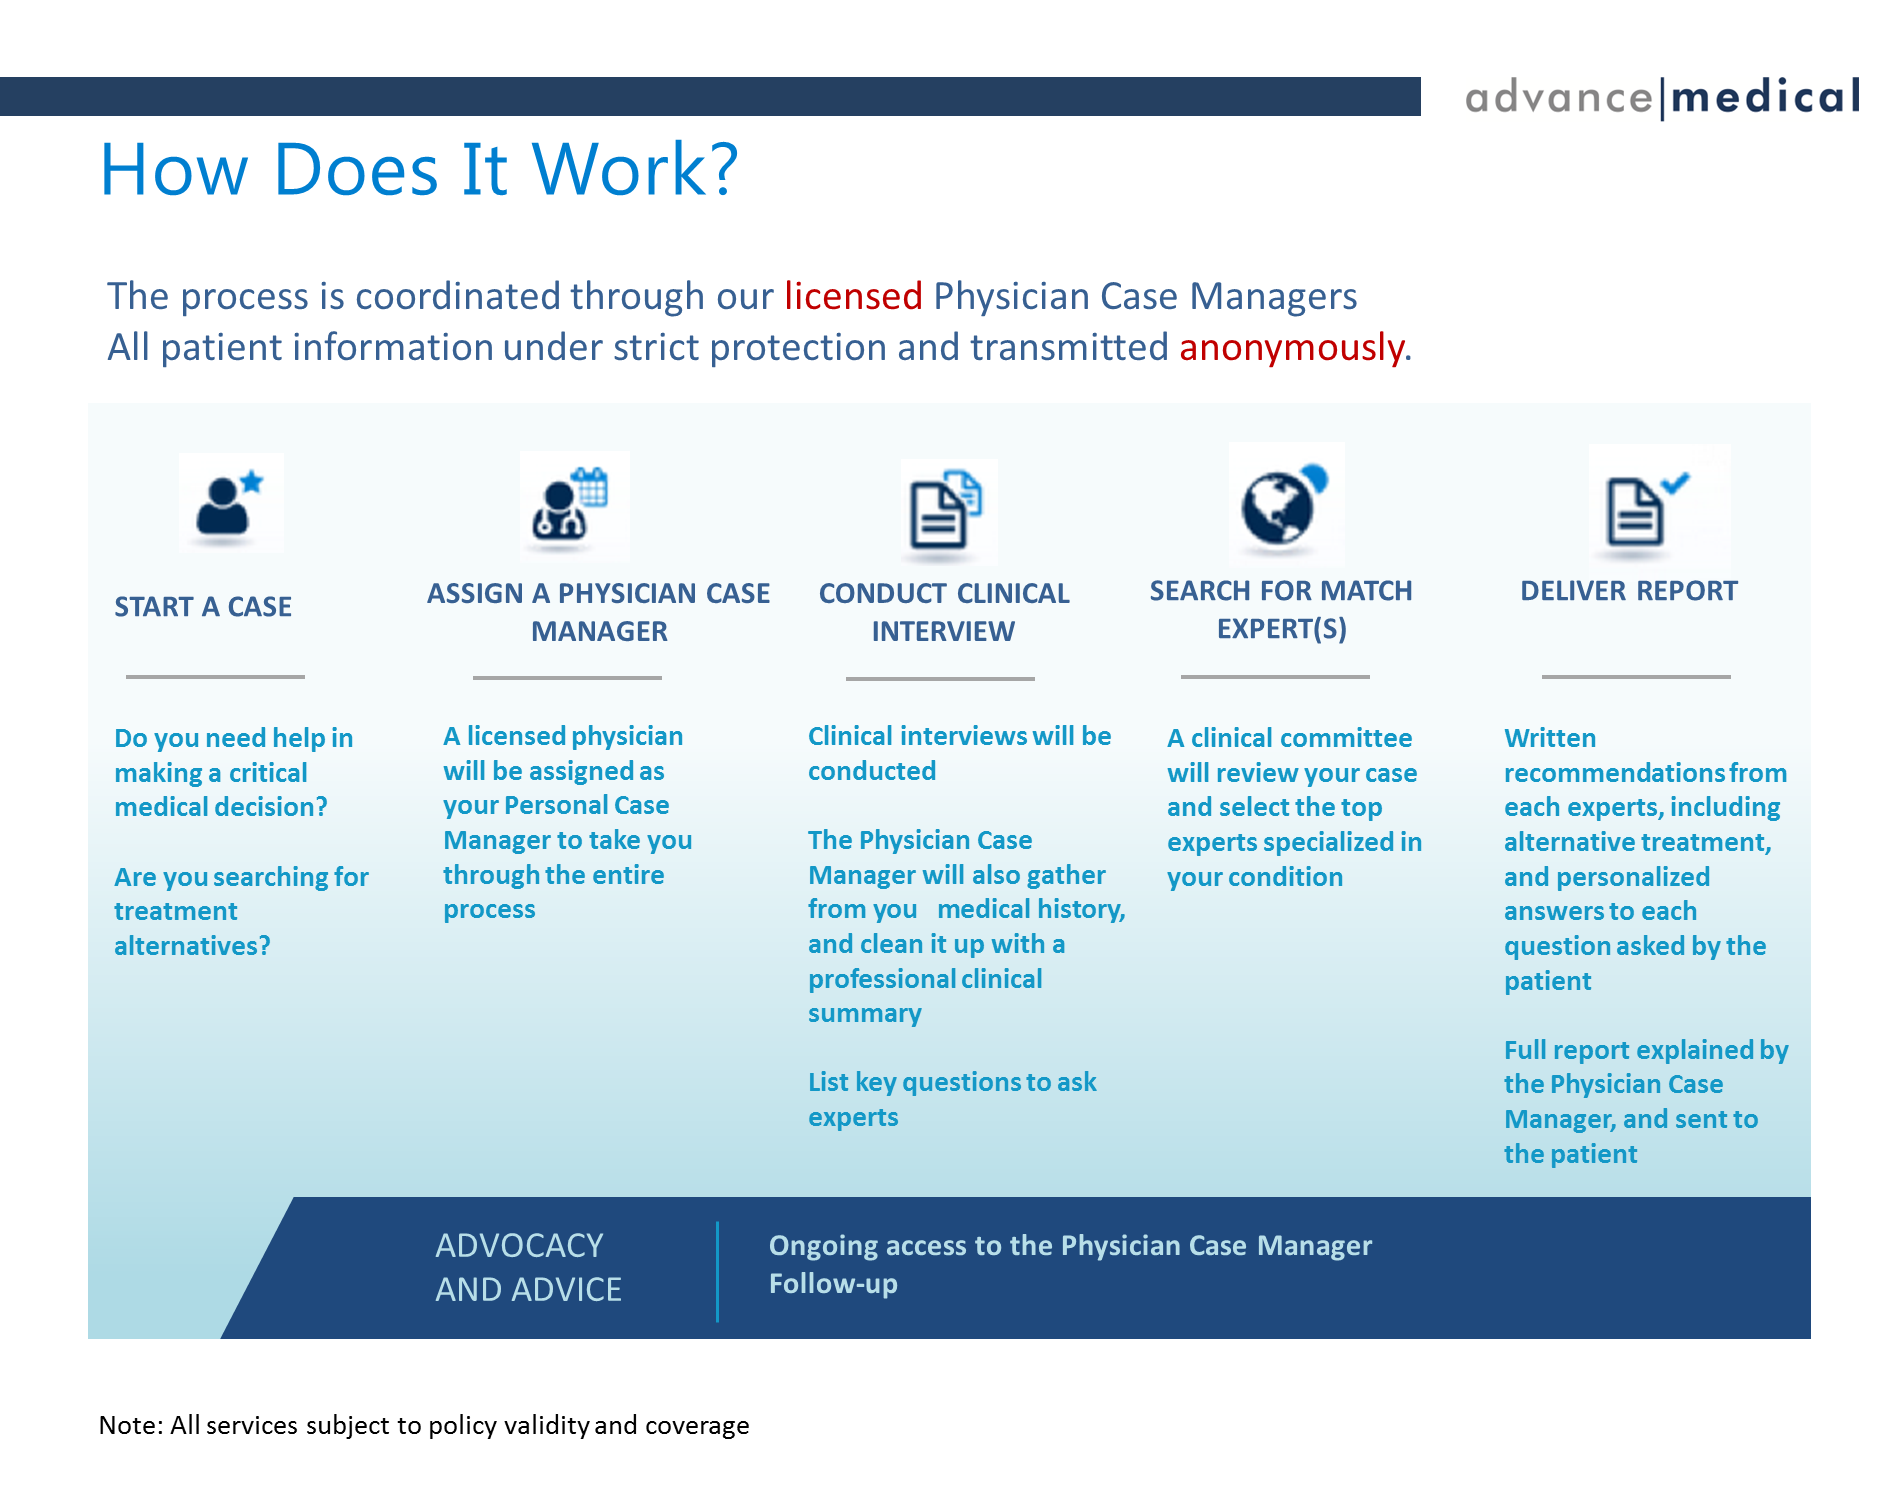 advance|medical
How Does It Work?
The process is coordinated through our licensed Physician Case Managers
All patient information under strict protection and transmitted anonymously.
START A CASE
Do you need help in
making a critical
medical decision?
Are you searching for
treatment
alternatives?
ASSIGN A PHYSICIAN CASE
MANAGER
A licensed physician
will be assigned as
your Personal Case
Manager to take you
through the entire
process
CONDUCT CLINICAL
INTERVIEW
Clinical interviews will be
conducted
The Physician Case
Manager will also gather
from you medical history,
and clean it up with a
professional clinical
summary
List key questions to ask
experts
SEARCH FOR MATCH
EXPERT(S)
A clinical committee
will review your case
and select the top
experts specialized in
your condition
DELIVER REPORT
Written
recommendations from
each experts, including
alternative treatment,
and personalized
answers to each
question asked by the
patient
Full report explained by
the Physician Case
Manager, and sent to
the patient
ADVOCACY
AND ADVICE
Ongoing access to the Physician Case Manager
Follow-up
Note: All services subject to policy validity and coverage